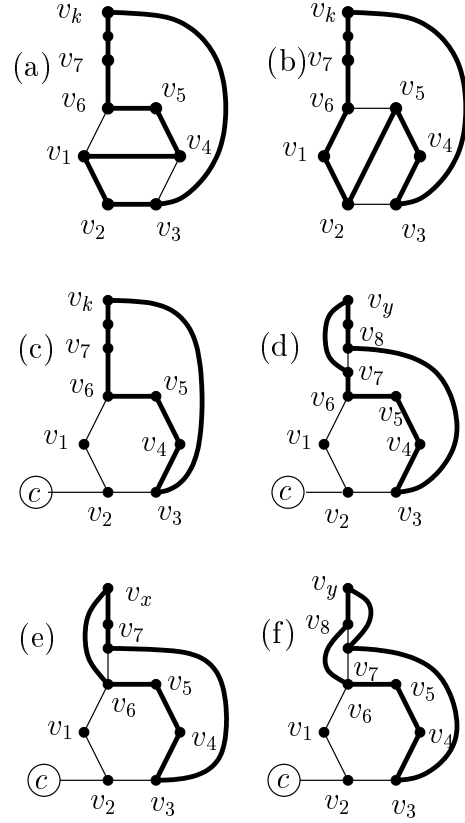 v_k v_k
(a) v_7 (b) v_7
v_6 v_5 v_6 v_5
v_1 v_4 v_1 v_4
v_2 v_3 v_2 v_3
v_k v_y
(c) v_7 (d) v_8 v_7
v_6 v_5 v_6 v_5
v_1 v_4 v_1 v_4
c v_2 v_3 c v_2 v_3
v_x v_y
(e) v_7 (f) v_8 v_7
v_6 v_5 v_6 v_5
v_1 v_4 v_1 v_4
c v_2 v_3 c v_2 v_3